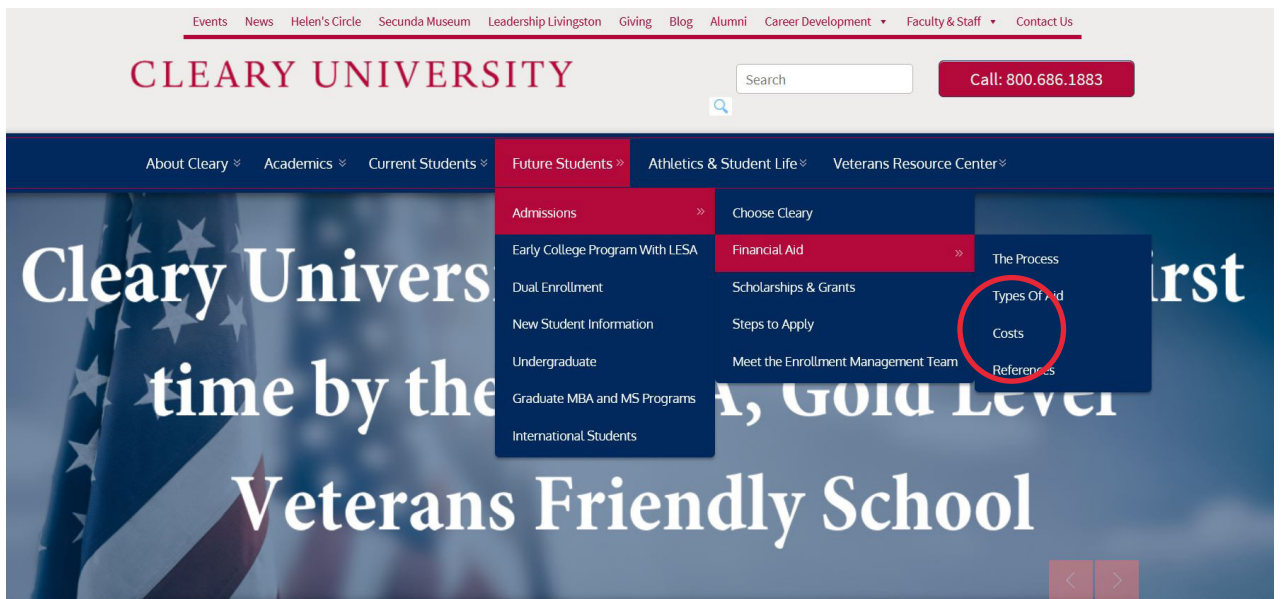 Events News Helen's Circle Secunda Museum Leadership Livingston Giving Blog Alumni Career Development Faculty & Staff Contact Us
CLEARY UNIVERSITY
Search
Call: 800.686.1883
About Cleary Academics Current Students Future Students Athletics & Student Life Veterans Resource Center
Admissions
Early College Program With LESA
Dual Enrollment
New Student Information
Undergraduate
Graduate MBA and MS Programs
International Students
Choose Cleary
Financial Aid
Scholarships & Grants
Steps to Apply
Meet the Enrollment Management Team
The Process
Types Of Aid
Costs
References
Cleary
time by the Gold Level
Veterans Friendly School